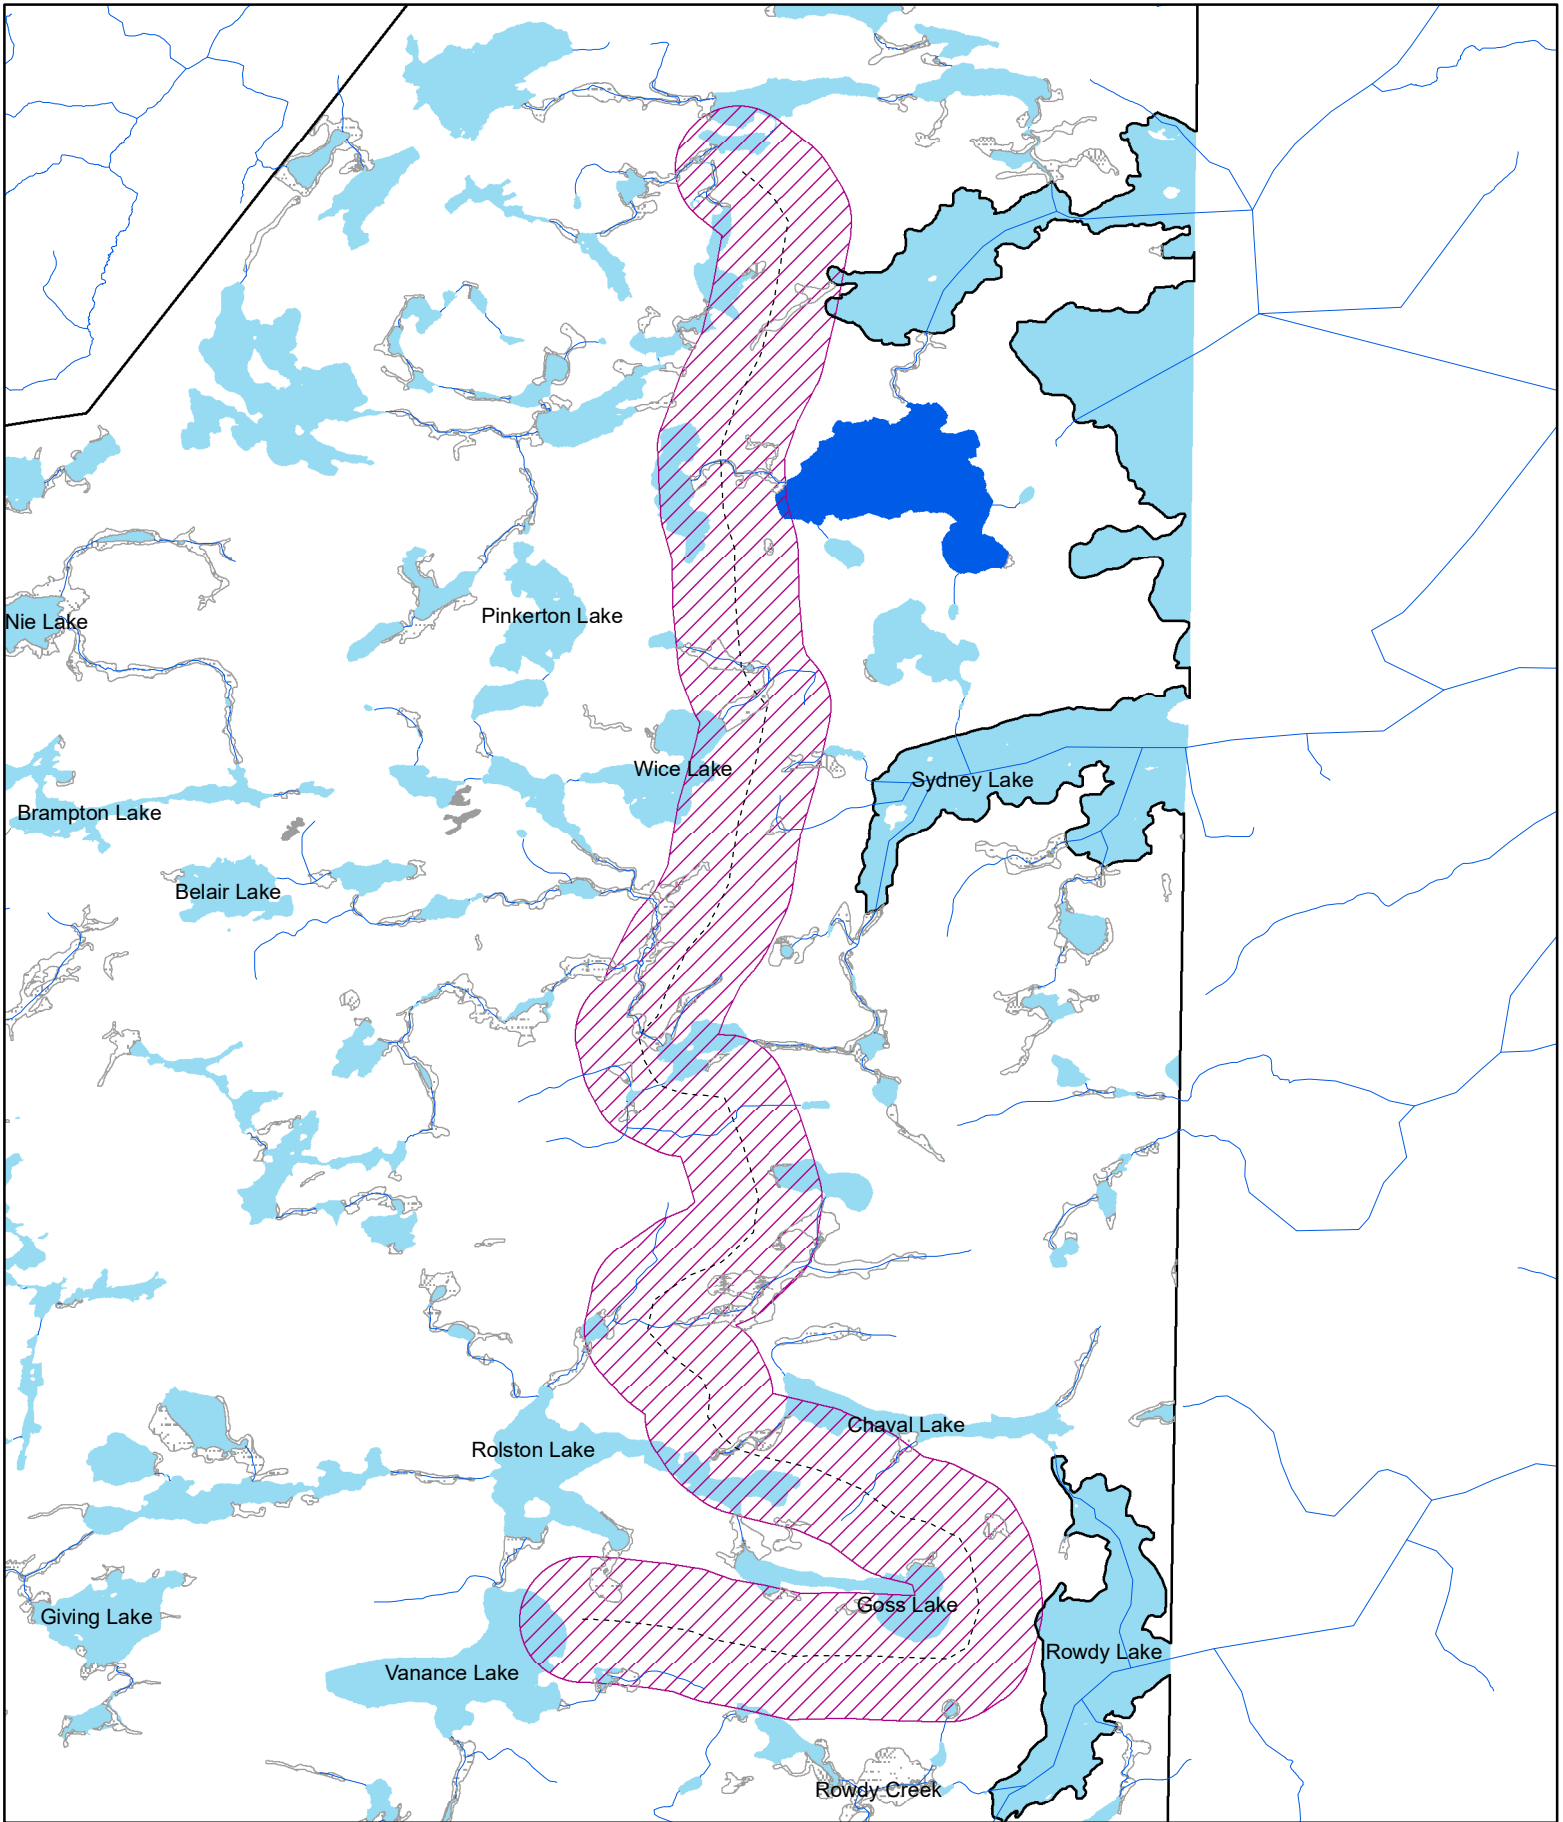 Nie Lake
Pinkerton Lake
Wice Lake
Sydney Lake
Brampton Lake
Belair Lake
Chaval Lake
Rolston Lake
Goss Lake
Giving Lake
Rowdy Lake
Vanance Lake
Rowdy Creek